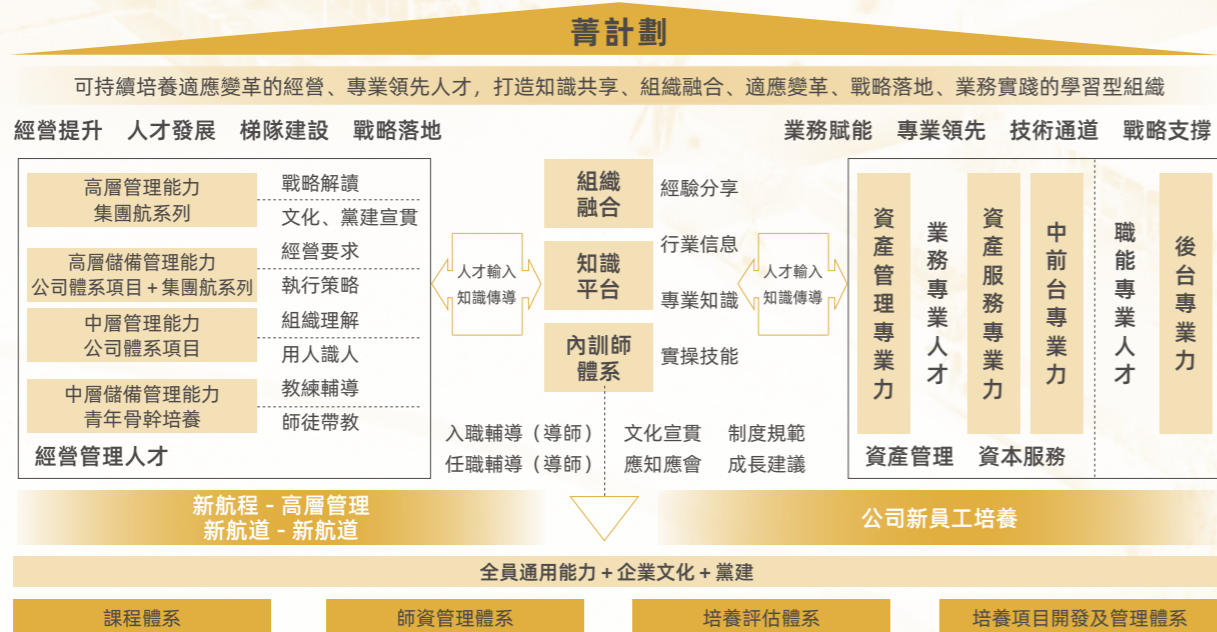 菁計劃
可持續培養適應變革的經營、專業領先人才，打造知識共享、組織融合、適應變革、戰略落地、業務實踐的學習型組織
經營提升 人才發展 梯隊建設 戰略落地
業務賦能 專業領先 技術通道 戰略支撐
高層管理能力
集團航系列
戰略解讀
文化、黨建宣貫
高層儲備管理能力
公司體系項目+集團航系列
經營要求
執行策略
中層管理能力
公司體系項目
組織理解
用人識人
中層儲備管理能力
青年骨幹培養
教練輔導
師徒帶教
經營管理人才
人才輸入
知識傳導
組織
融合
知識
平台
內訓師
體系
經驗分享
行業信息
專業知識
實操技能
人才輸入
知識傳導
資產管理專業力
業務專業人才
資產服務專業力
中前台專業力
職能專業人才
後台專業力
資產管理 資本服務
入職輔導（導師） 文化宣貫 制度規範
任職輔導（導師） 應知應會 成長建議
新航程 - 高層管理
新航道 - 新航道
公司新員工培養
全員通用能力+企業文化+黨建
課程體系
師資管理體系
培養評估體系
培養項目開發及管理體系